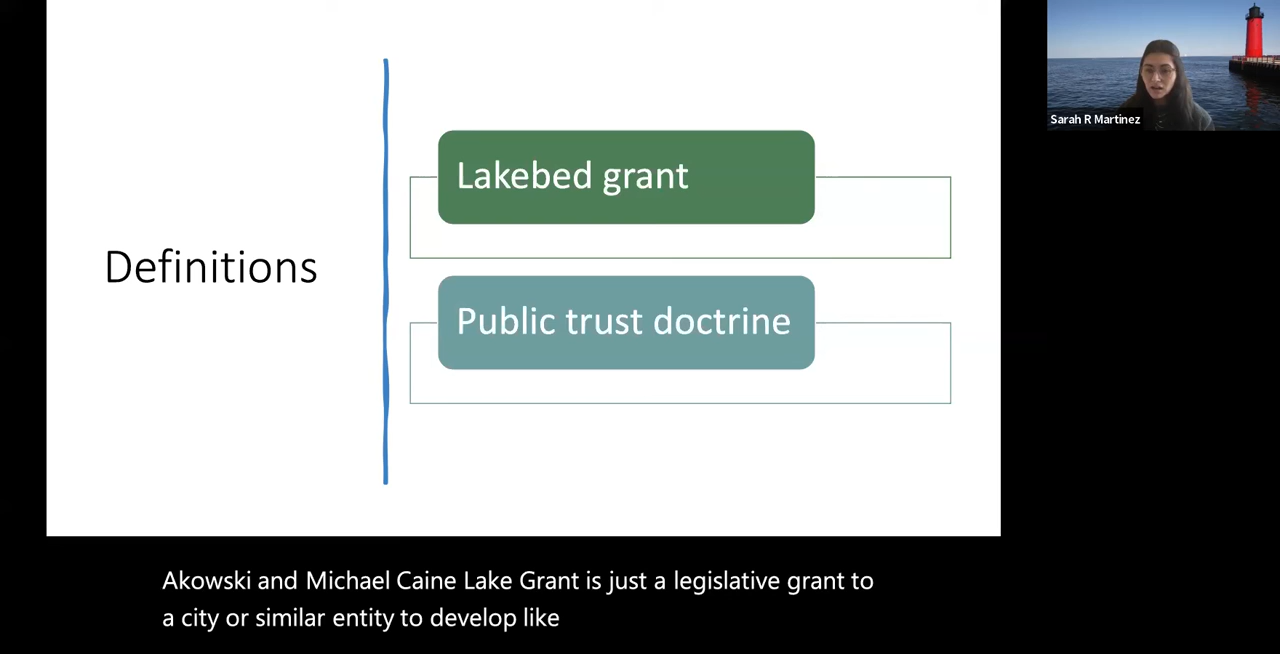 Definitions
Lakebed grant
Public trust doctrine
Sarah R Martinez
Akowski and Michael Caine Lake Grant is just a legislative grant to
a city or similar entity to develop like